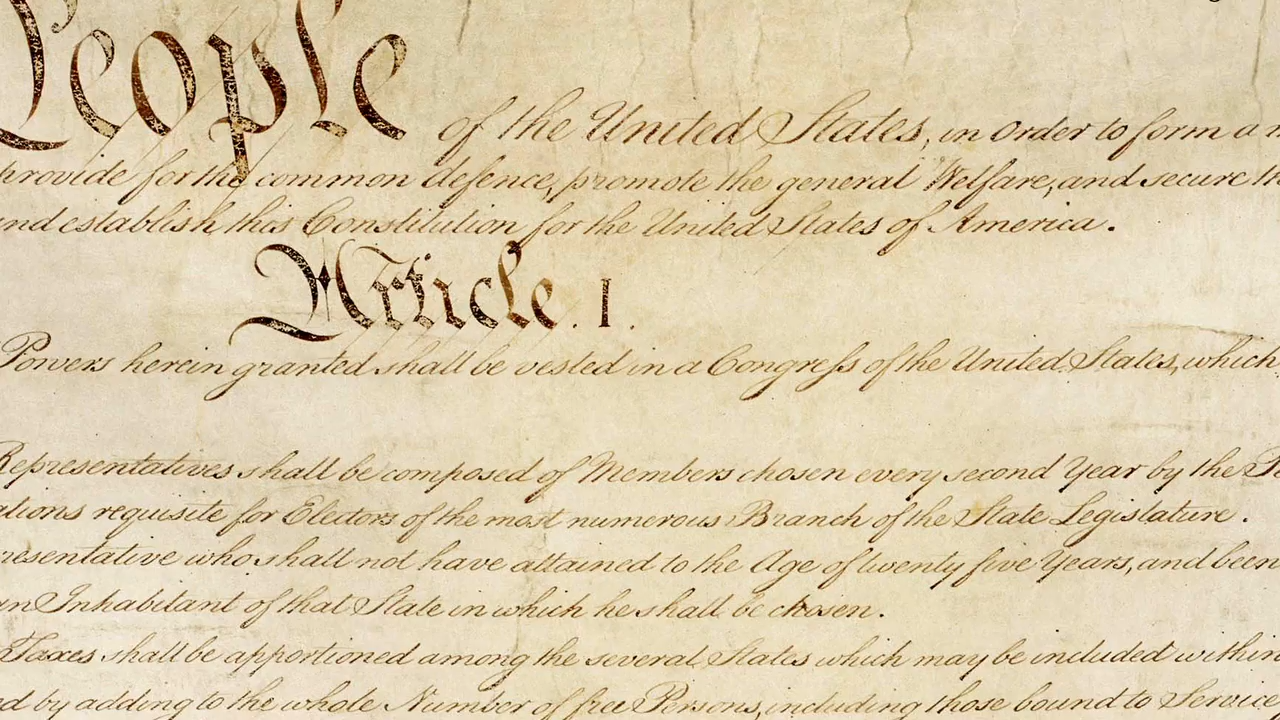 People of the United States, in Order to form a m
provide for the common defence, promote the general Welfare, and secure th
nd establish this Constitution for the United States of America.
Article. I.
Powers herein granted shall be vested in a Congress of the United States, which
Representatives shall be composed of Members chosen every second Year by the
ations requisite for Electors of the most numerous Branch of the State Legislature.
resentative who shall not have attained to the Age of twenty five Years, and been
an Inhabitant of that State in which he shall be chosen.
Taxes shall be apportioned among the several States which may be included within
d by adding to the whole Number of free Persons, including those bound to Service